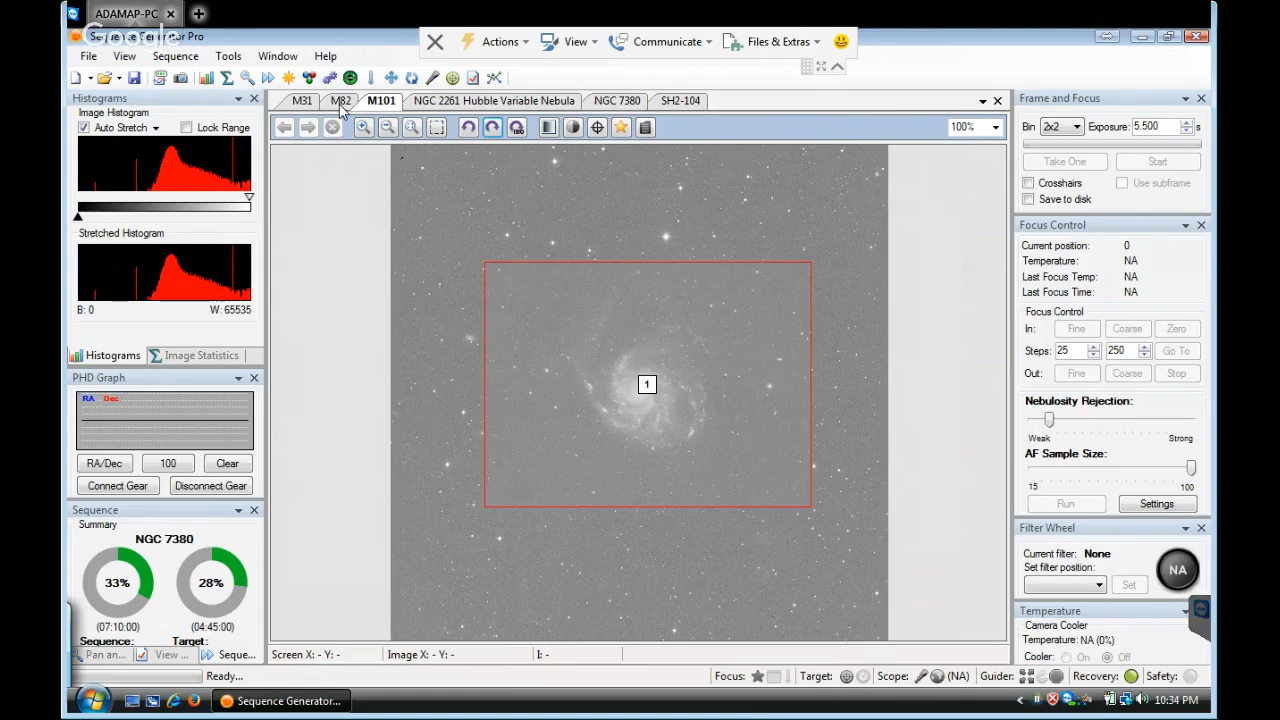 ADAMAP-PC
Google
Sequence Generator Pro
Actions
View
Communicate
Files & Extras
File
View
Sequence
Tools
Window
Help
Histograms
Image Histogram
Auto Stretch
Lock Range
Stretched Histogram
B: 0
W: 65535
Histograms
Image Statistics
PHD Graph
RA
Dec
RA/Dec
100
Clear
Connect Gear
Disconnect Gear
Sequence
Summary
NGC 7380
33%
28%
(07:10:00)
(04:45:00)
Sequence:
Target:
Pan an...
View ...
Seque...
M31
M82
M101
NGC 2261 Hubble Variable Nebula
NGC 7380
SH2-104
100%
1
Screen X: - Y: -
Image X: - Y: -
I: -
Frame and Focus
Bin
2x2
Exposure:
5.500
s
Take One
Start
Crosshairs
Use subframe
Save to disk
Focus Control
Current position:
0
Temperature:
NA
Last Focus Temp:
NA
Last Focus Time:
NA
Focus Control
In:
Fine
Coarse
Zero
Steps:
25
250
Go To
Out:
Fine
Coarse
Stop
Nebulosity Rejection:
Weak
Strong
AF Sample Size:
15
100
Run
Settings
Filter Wheel
Current filter: None
Set filter position:
Set
NA
Temperature
Camera Cooler
Temperature: NA (0%)
Cooler:
On
Off
Ready...
Focus:
Target:
Scope:
(NA)
Guider:
Recovery:
Safety:
Sequence Generator...
10:34 PM